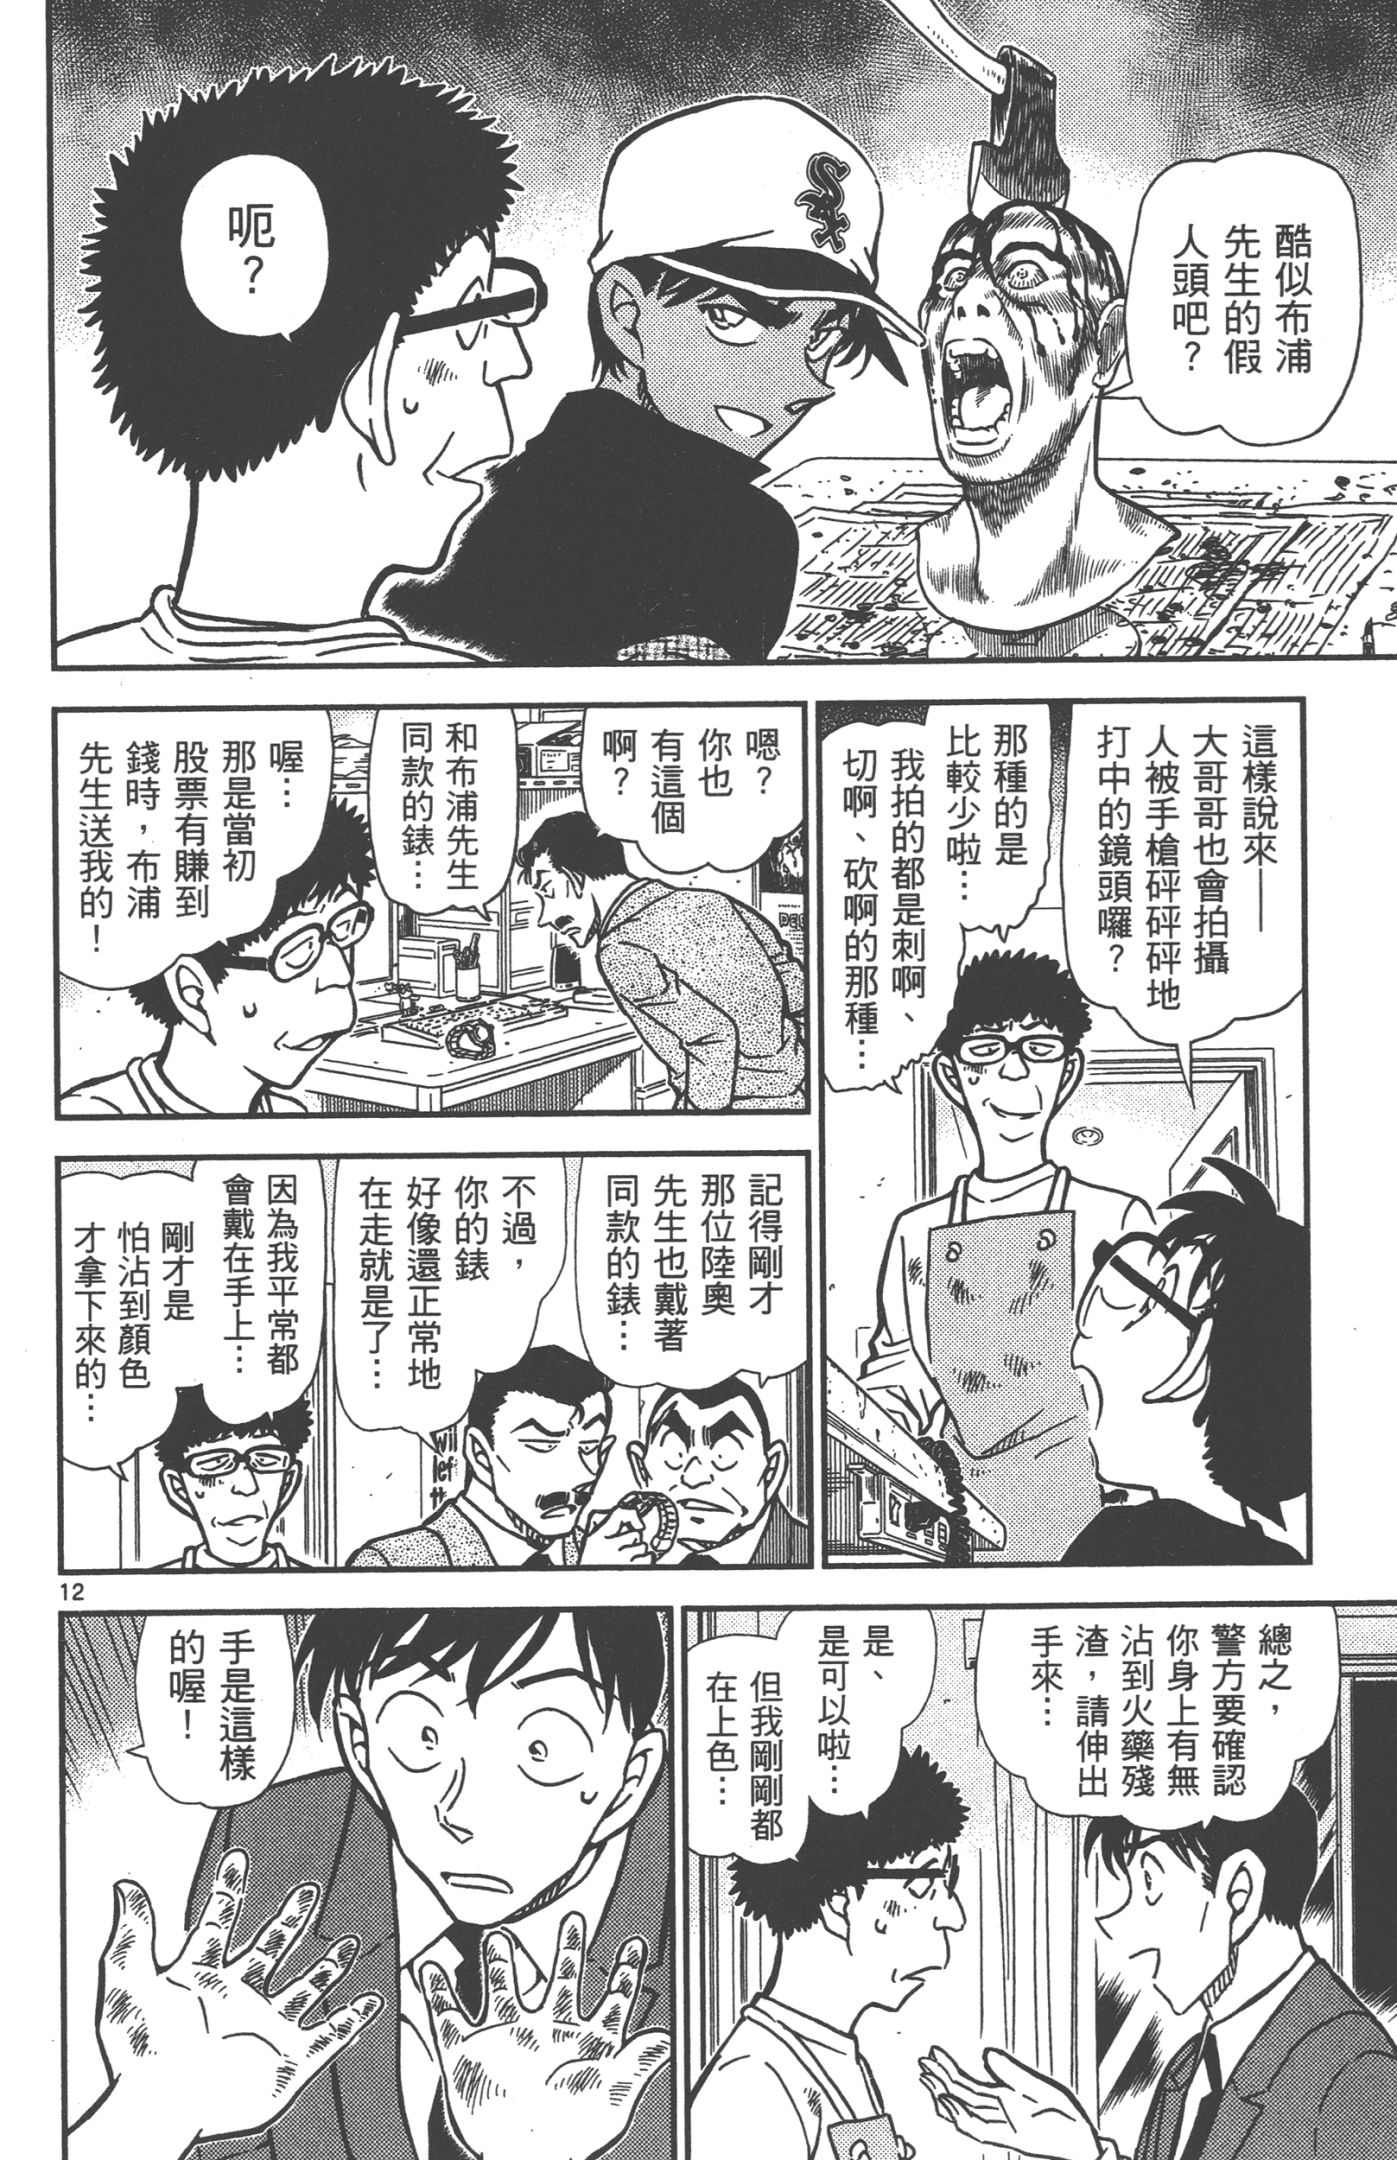 酷似布浦
先生的假
人頭吧？
呃？
這樣說來—
大哥哥也會拍攝
人被手槍砰砰砰地
打中的鏡頭囉？
那種的是
比較少啦…
我拍的都是刺啊、
切啊、砍啊的那種…
嗯？
你也
有這個
啊？
和布浦先生
同款的錶…
喔…
那是當初
股票有賺到
錢時，布浦
先生送我的！
記得剛才
那位陸奧
先生也戴著
同款的錶…
不過，
你的錶
好像還正常地
在走就是了…
因為我平常都
會戴在手上…
剛才是
怕沾到顏色
才拿下來的…
12
總之，
警方要確認
你身上有無
沾到火藥殘
渣，請伸出
手來…
是、
是可以啦…
但我剛剛都
在上色…
手是這樣
的喔！